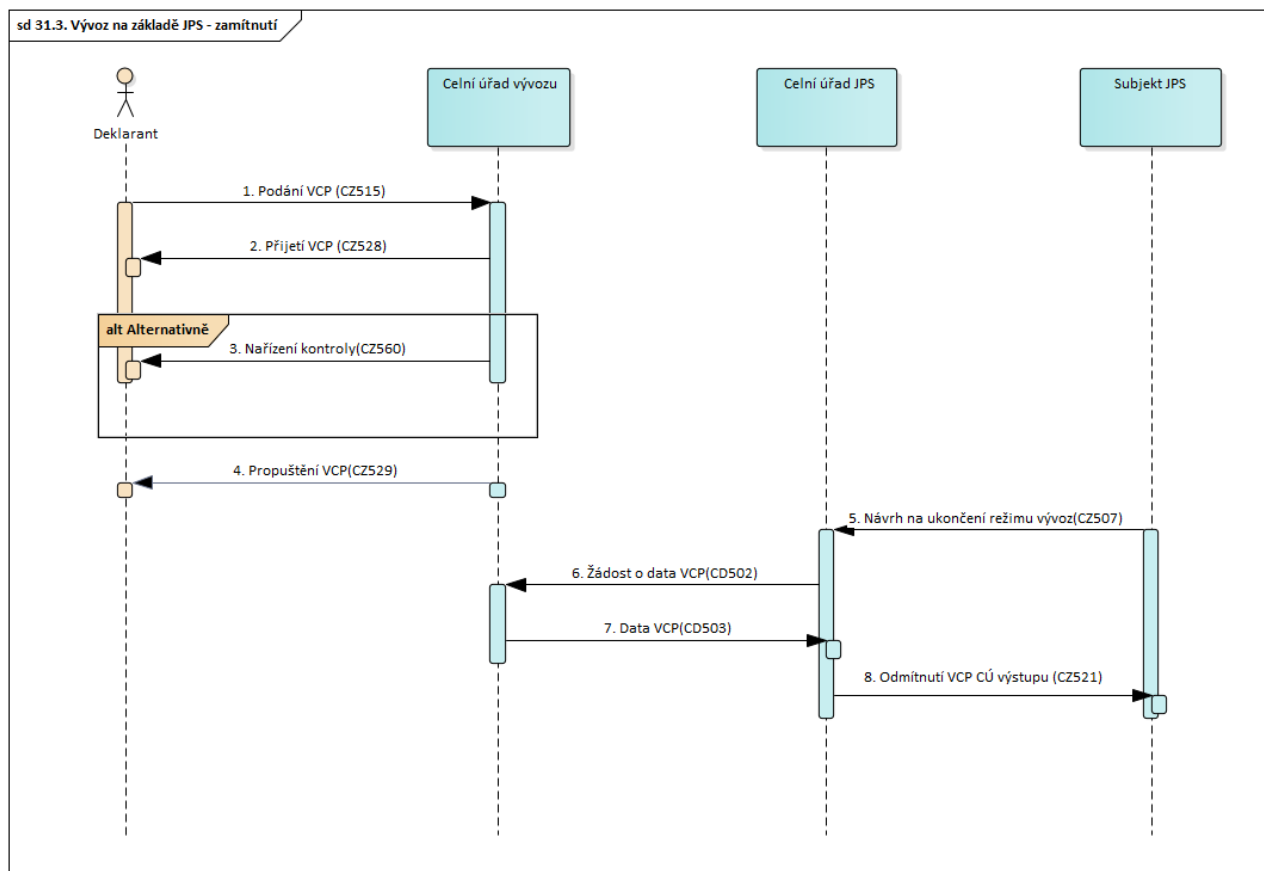 sd 31.3. Vývoz na základě JPS - zamítnutí
Deklarant
Celní úřad vývozu
Celní úřad JPS
Subjekt JPS
1. Podání VCP (CZ515)
2. Přijetí VCP (CZ528)
alt Alternativně
3. Nařízení kontroly(CZ560)
4. Propuštění VCP(CZ529)
5. Návrh na ukončení režimu vývoz(CZ507)
6. Žádost o data VCP(CD502)
7. Data VCP(CD503)
8. Odmítnutí VCP CÚ výstupu (CZ521)